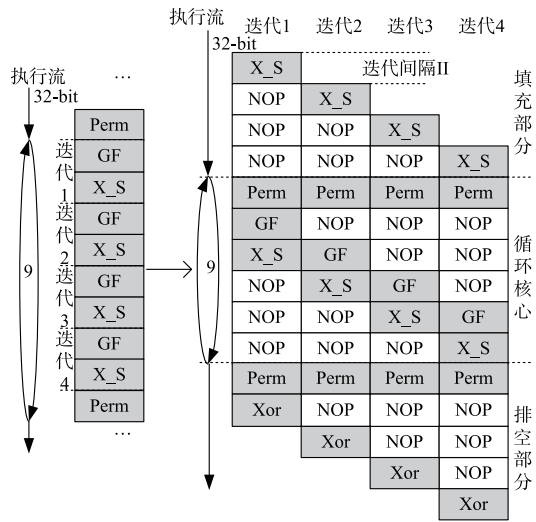 执行流
32-bit
…
Perm
GF
X_S
GF
X_S
GF
X_S
GF
X_S
Perm
…
迭代1
迭代2
迭代3
迭代4
9
执行流
32-bit
迭代1 迭代2 迭代3 迭代4
X_S 迭代间隔II
NOP X_S
NOP NOP X_S
NOP NOP NOP X_S
填充部分
Perm Perm Perm Perm
GF NOP NOP NOP
X_S GF NOP NOP
NOP X_S GF NOP
NOP NOP X_S GF
NOP NOP NOP X_S
9
循环核心
Perm Perm Perm Perm
Xor NOP NOP NOP
Xor NOP NOP
Xor NOP
Xor
排空部分